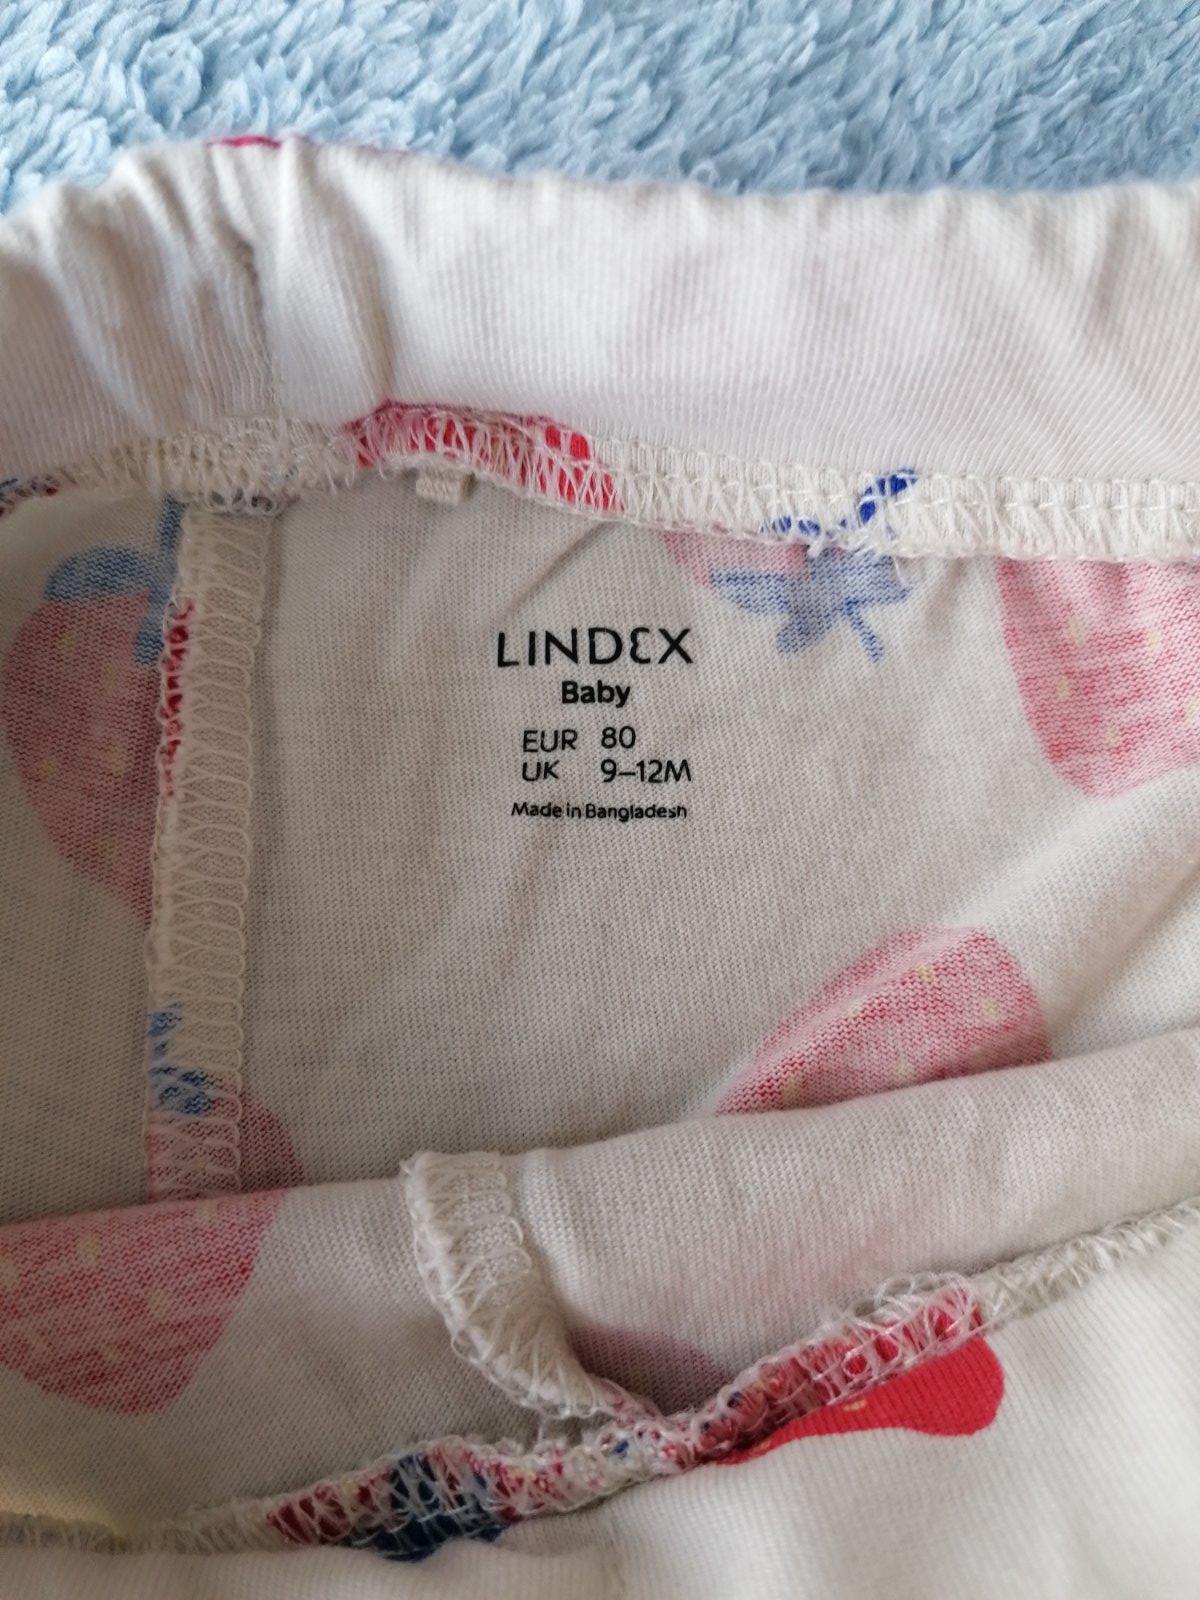 LINDEX
Baby
EUR 80
UK 9–12M
Made in Bangladesh